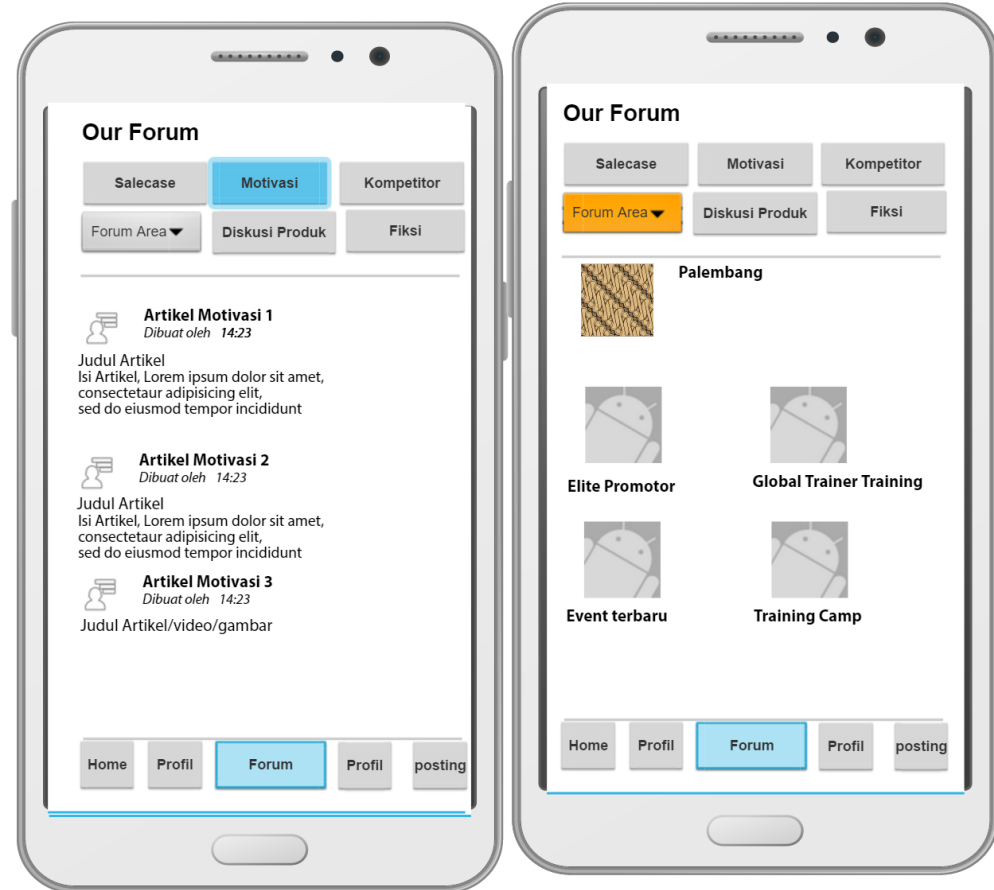 Our Forum
Salecase Motivasi Kompetitor
Forum Area Diskusi Produk Fiksi
Artikel Motivasi 1
Dibuat oleh 14:23
Judul Artikel
Isi Artikel, Lorem ipsum dolor sit amet,
consectetaur adipisicing elit,
sed do eiusmod tempor incididunt
Artikel Motivasi 2
Dibuat oleh 14:23
Judul Artikel
Isi Artikel, Lorem ipsum dolor sit amet,
consectetaur adipisicing elit,
sed do eiusmod tempor incididunt
Artikel Motivasi 3
Dibuat oleh 14:23
Judul Artikel/video/gambar
Home Profil Forum Profil posting
Our Forum
Salecase Motivasi Kompetitor
Forum Area Diskusi Produk Fiksi
Palembang
Elite Promotor Global Trainer Training
Event terbaru Training Camp
Home Profil Forum Profil posting